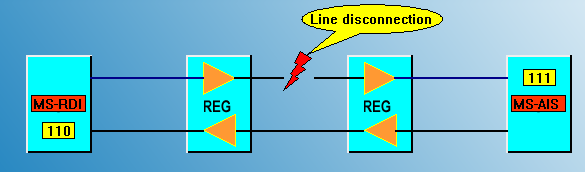 Line disconnection
111
MS-RDI REG REG MS-AIS
110